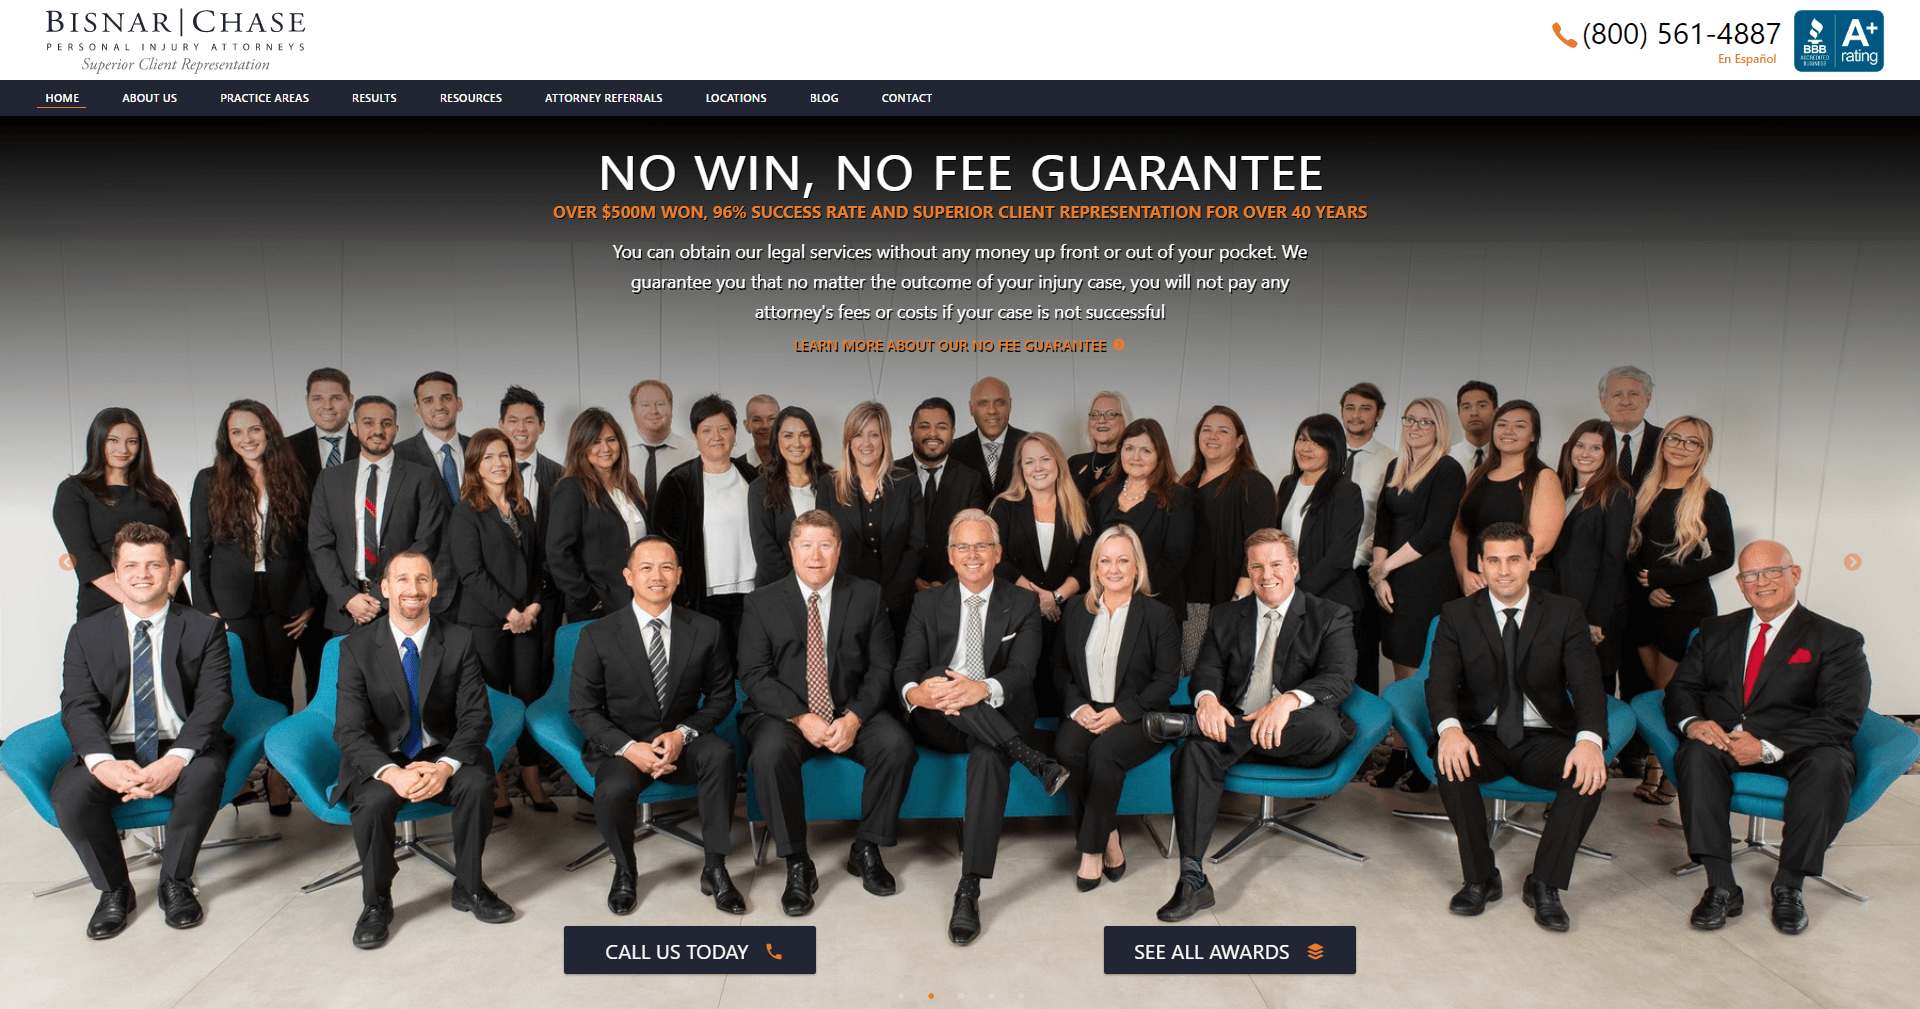 BISNAR|CHASE
PERSONAL INJURY ATTORNEYS
Superior Client Representation
(800) 561-4887
En Español
BBB
ACCREDITED
BUSINESS
A+
rating
HOME
ABOUT US
PRACTICE AREAS
RESULTS
RESOURCES
ATTORNEY REFERRALS
LOCATIONS
BLOG
CONTACT
NO WIN, NO FEE GUARANTEE
OVER $500M WON, 96% SUCCESS RATE AND SUPERIOR CLIENT REPRESENTATION FOR OVER 40 YEARS
You can obtain our legal services without any money up front or out of your pocket. We
guarantee you that no matter the outcome of your injury case, you will not pay any
attorney's fees or costs if your case is not successful
LEARN MORE ABOUT OUR NO FEE GUARANTEE
CALL US TODAY
SEE ALL AWARDS